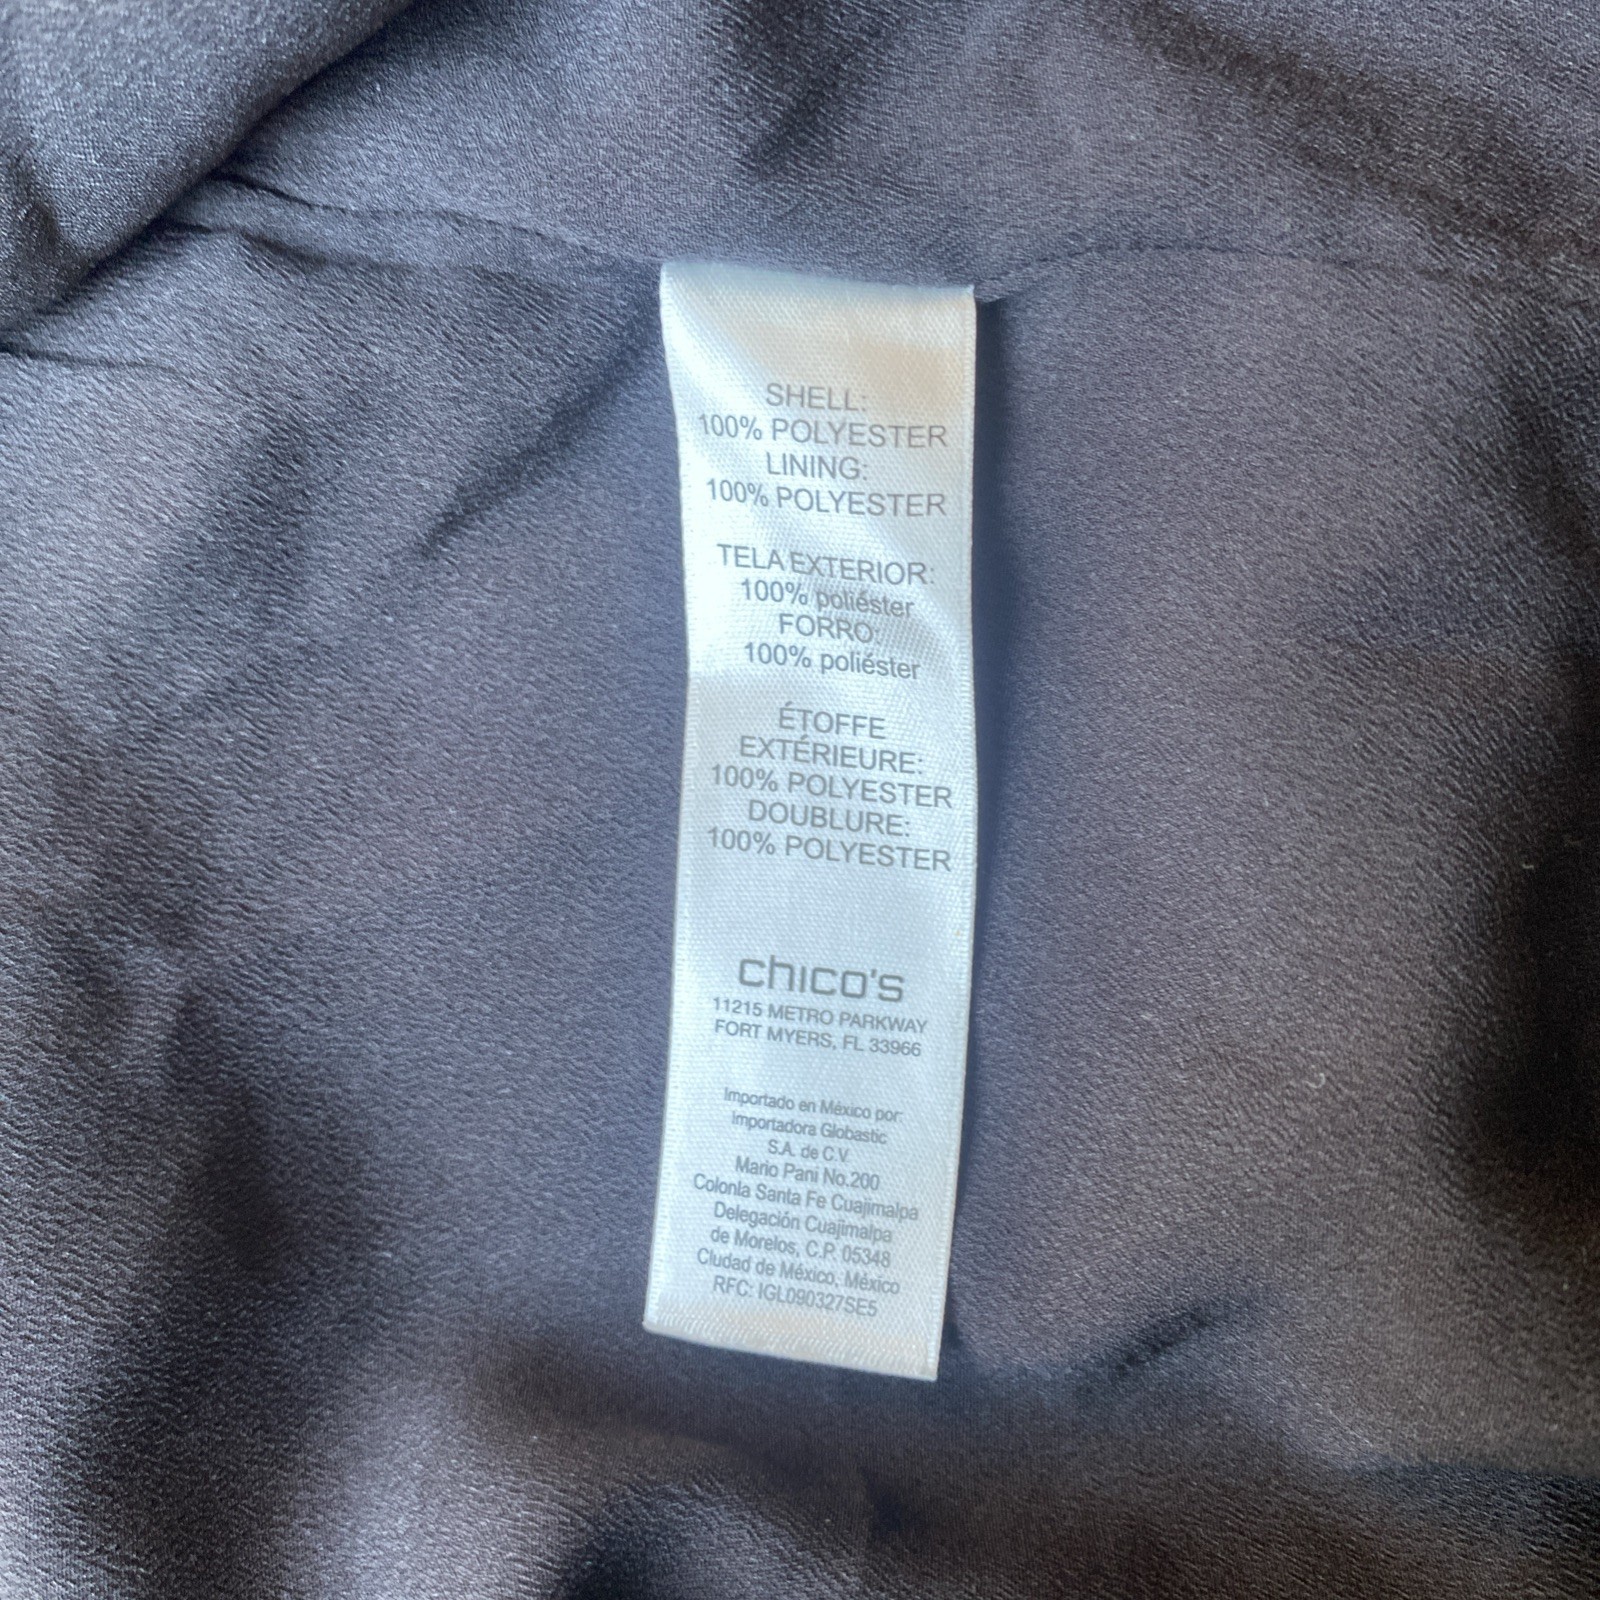 SHELL:
100% POLYESTER
LINING:
100% POLYESTER
TELA EXTERIOR:
100% poliéster
FORRO:
100% poliéster
ÉTOFFE
EXTÉRIEURE:
100% POLYESTER
DOUBLURE:
100% POLYESTER
chico's
11215 METRO PARKWAY
FORT MYERS, FL 33966
Importado en México por:
Importadora Globastic
S.A. de C.V.
Mario Pani No.200
Colonia Santa Fe Cuajimalpa
Delegación Cuajimalpa
de Morelos, C.P. 05348
Ciudad de México, México
RFC: IGL090327SE5